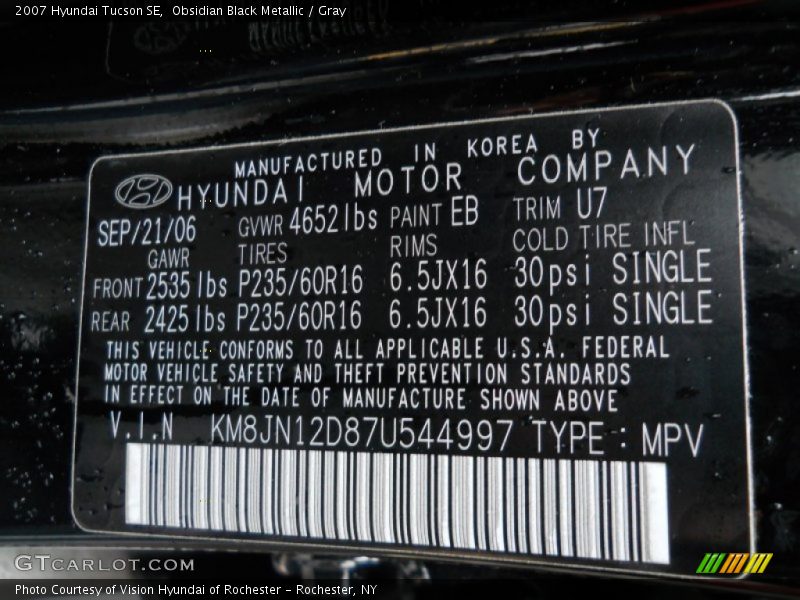 2007 Hyundai Tucson SE,  Obsidian Black Metallic / Gray
MANUFACTURED IN KOREA BY
HYUNDAI MOTOR COMPANY
SEP/21/06 GVWR 4652lbs PAINT EB TRIM U7
GAWR TIRES RIMS COLD TIRE INFL
FRONT 2535 lbs P235/60R16 6.5JX16 30psi SINGLE
REAR 2425 lbs P235/60R16 6.5JX16 30psi SINGLE
THIS VEHICLE CONFORMS TO ALL APPLICABLE U.S.A. FEDERAL
MOTOR VEHICLE SAFETY AND THEFT PREVENTION STANDARDS
IN EFFECT ON THE DATE OF MANUFACTURE SHOWN ABOVE
V.I.N KM8JN12D87U544997 TYPE : MPV
GTCARLOT.COM
Photo Courtesy of Vision Hyundai of Rochester - Rochester, NY